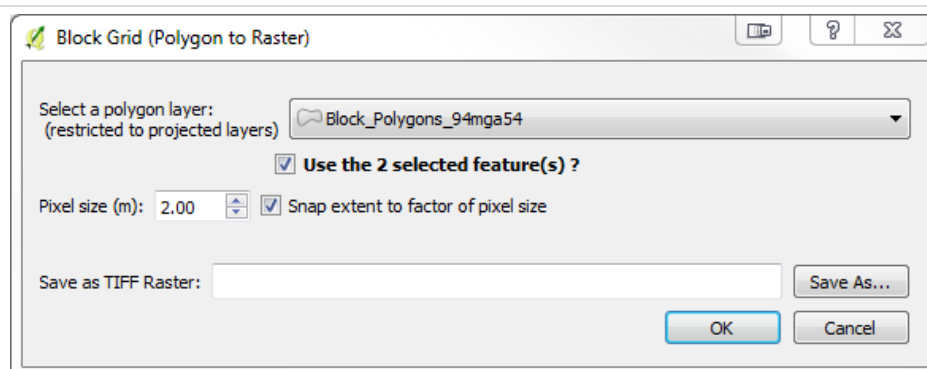 Block Grid (Polygon to Raster)
Select a polygon layer:
(restricted to projected layers)
Block_Polygons_94mga54
Use the 2 selected feature(s) ?
Pixel size (m): 2.00 Snap extent to factor of pixel size
Save as TIFF Raster: Save As...
OK Cancel